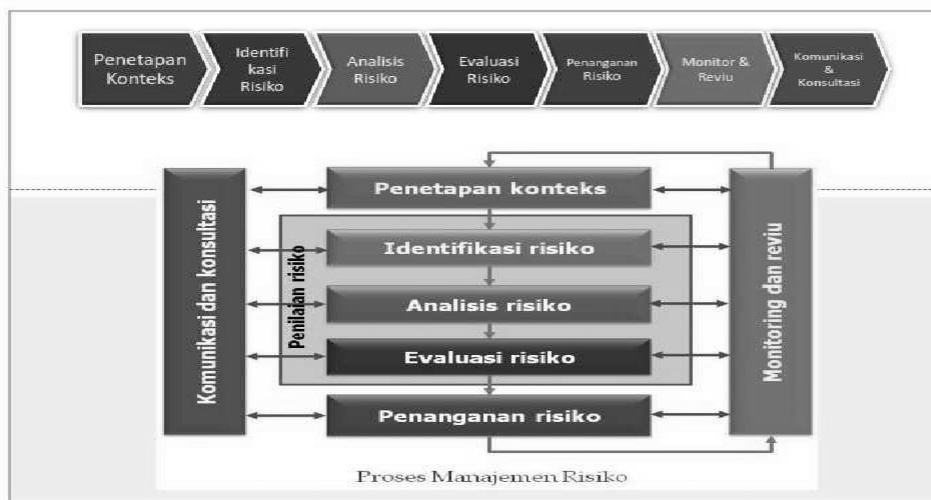 Penetapan
Konteks
Identifi
kasi
Risiko
Analisis
Risiko
Evaluasi
Risiko
Penanganan
Risiko
Monitor &
Reviu
Komunikasi
&
Konsultasi
Komunikasi dan konsultasi
Penetapan konteks
Penilaian risiko
Identifikasi risiko
Analisis risiko
Evaluasi risiko
Penanganan risiko
Monitoring dan reviu
Proses Manajemen Risiko